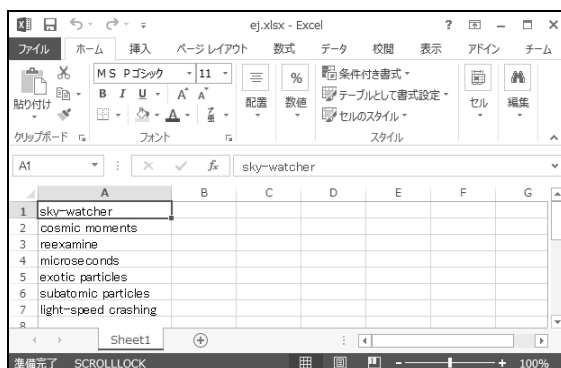 ej.xlsx - Excel
ファイル ホーム 挿入 ページ レイアウト 数式 データ 校閲 表示 アドイン チーム
貼り付け
MS Pゴシック 11
B I U A A
A
配置
%
数値
条件付き書式
テーブルとして書式設定
セルのスタイル
セル
編集
クリップボード フォント スタイル
A1 fx sky-watcher
A B C D E F G
1 sky-watcher
2 cosmic moments
3 reexamine
4 microseconds
5 exotic particles
6 subatomic particles
7 light-speed crashing
8
Sheet1
準備完了 SCROLLLOCK 100%